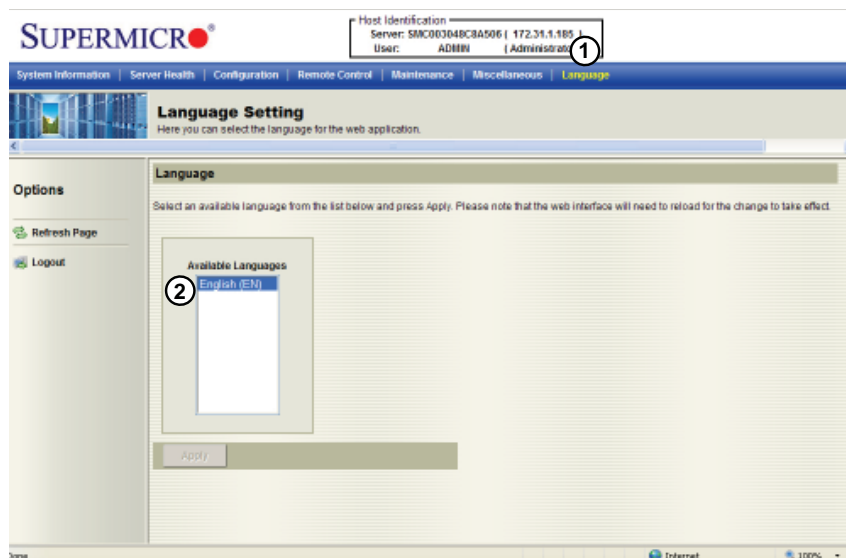 SUPERMICRO
Host Identification
Server: SMC003048C8A506 ( 172.31.1.185 )
User: ADMIN ( Administrator
1
System Information | Server Health | Configuration | Remote Control | Maintenance | Miscellaneous | Language
Language Setting
Here you can select the language for the web application.
Options
Refresh Page
Logout
Language
Select an available language from the list below and press Apply. Please note that the web interface will need to reload for the change to take effect.
Available Languages
2
English (EN)
Apply
Done
Internet
100%